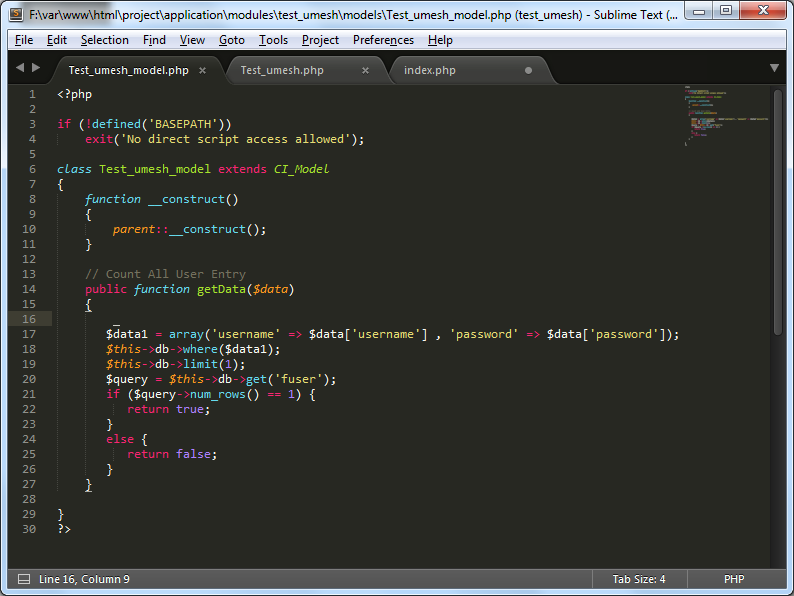 F:\var\www\html\project\application\modules\test_umesh\models\Test_umesh_model.php (test_umesh) - Sublime Text (...
File Edit Selection Find View Goto Tools Project Preferences Help
Test_umesh_model.php × Test_umesh.php × index.php
1 <?php
2
3 if (!defined('BASEPATH'))
4     exit('No direct script access allowed');
5
6 class Test_umesh_model extends CI_Model
7 {
8     function __construct()
9     {
10         parent::__construct();
11     }
12
13     // Count All User Entry
14     public function getData($data)
15     {
16         _
17        $data1 = array('username' => $data['username'] , 'password' => $data['password']);
18        $this->db->where($data1);
19        $this->db->limit(1);
20        $query = $this->db->get('fuser');
21        if ($query->num_rows() == 1) {
22           return true;
23        }
24        else {
25           return false;
26        }
27     }
28
29 }
30 ?>
Line 16, Column 9 Tab Size: 4 PHP